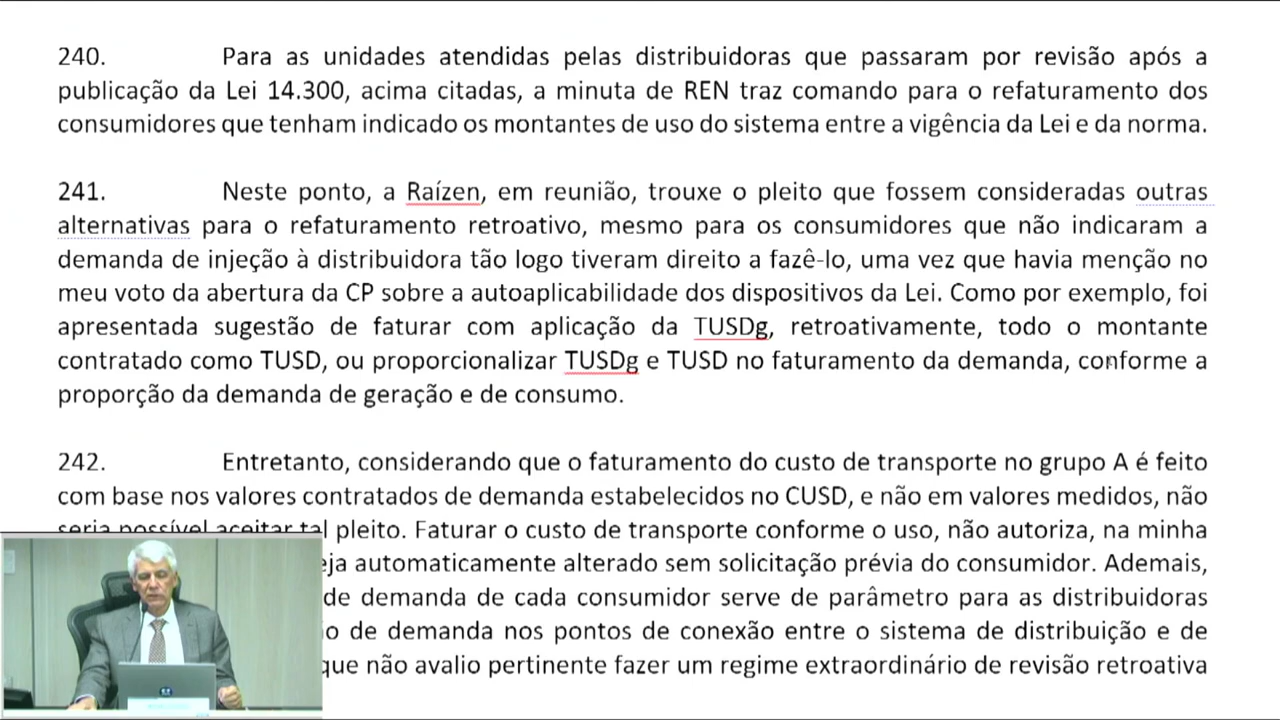 240. Para as unidades atendidas pelas distribuidoras que passaram por revisão após a
publicação da Lei 14.300, acima citadas, a minuta de REN traz comando para o refaturamento dos
consumidores que tenham indicado os montantes de uso do sistema entre a vigência da Lei e da norma.
241. Neste ponto, a Raízen, em reunião, trouxe o pleito que fossem consideradas outras
alternativas para o refaturamento retroativo, mesmo para os consumidores que não indicaram a
demanda de injeção à distribuidora tão logo tiveram direito a fazê-lo, uma vez que havia menção no
meu voto da abertura da CP sobre a autoaplicabilidade dos dispositivos da Lei. Como por exemplo, foi
apresentada sugestão de faturar com aplicação da TUSDg, retroativamente, todo o montante
contratado como TUSD, ou proporcionalizar TUSDg e TUSD no faturamento da demanda, conforme a
proporção da demanda de geração e de consumo.
242. Entretanto, considerando que o faturamento do custo de transporte no grupo A é feito
com base nos valores contratados de demanda estabelecidos no CUSD, e não em valores medidos, não
seria possível aceitar tal pleito. Faturar o custo de transporte conforme o uso, não autoriza, na minha
automaticamente alterado sem solicitação prévia do consumidor. Ademais,
de demanda de cada consumidor serve de parâmetro para as distribuidoras
de demanda nos pontos de conexão entre o sistema de distribuição e de
que não avalio pertinente fazer um regime extraordinário de revisão retroativa